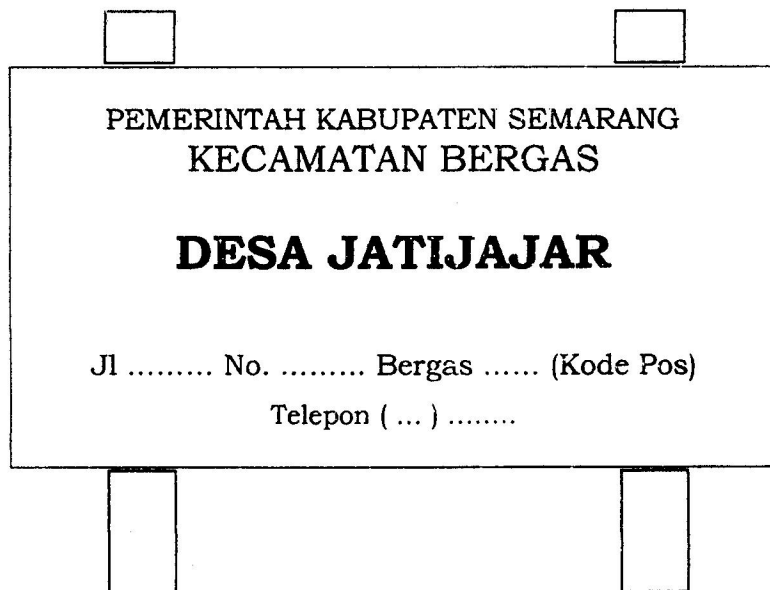 PEMERINTAH KABUPATEN SEMARANG
KECAMATAN BERGAS
DESA JATIJAJAR
Jl ......... No. ......... Bergas ...... (Kode Pos)
Telepon ( ... ) ........